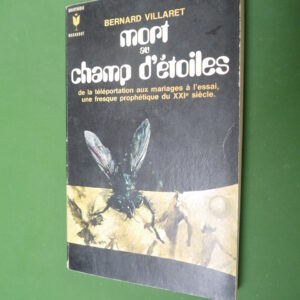 BERNARD VILLARET
mort
au
champ d'étoiles
de la téléportation aux mariages à l'essai,
une fresque prophétique du XXIe siècle.